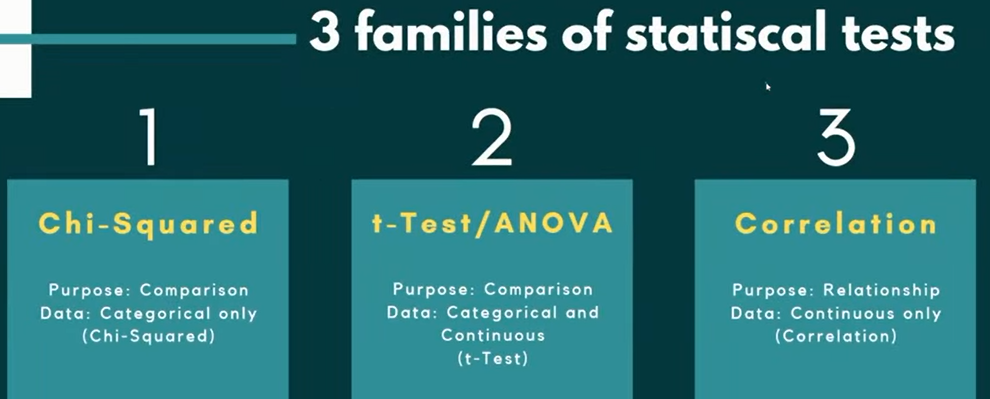 3 families of statiscal tests
1
2
3
Chi-Squared
Purpose: Comparison
Data: Categorical only
(Chi-Squared)
t-Test/ANOVA
Purpose: Comparison
Data: Categorical and
Continuous
(t-Test)
Correlation
Purpose: Relationship
Data: Continuous only
(Correlation)